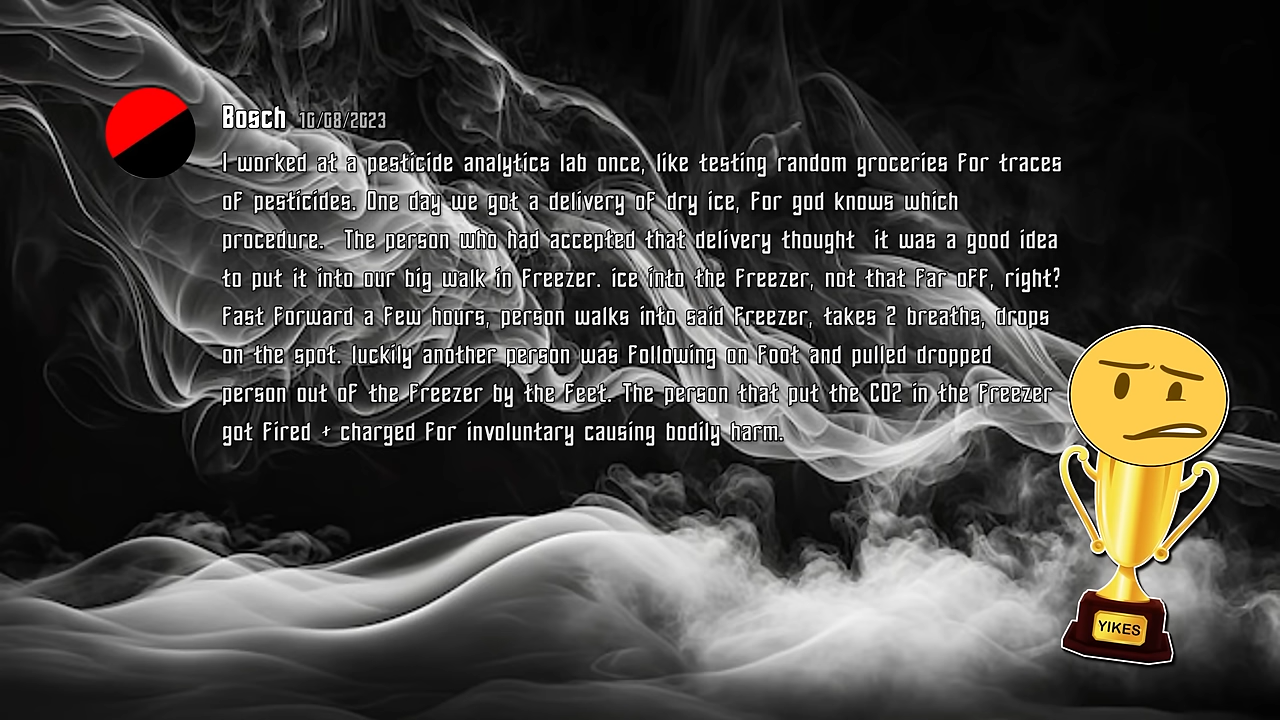 Bosch 10/08/2023
I worked at a pesticide analytics lab once, like testing random groceries for traces
of pesticides. One day we got a delivery of dry ice, for god knows which
procedure.  The person who had accepted that delivery thought  it was a good idea
to put it into our big walk in freezer. ice into the freezer, not that far off, right?
Fast forward a few hours, person walks into said freezer, takes 2 breaths, drops
on the spot. luckily another person was following on foot and pulled dropped
person out of the freezer by the feet. The person that put the CO2 in the freezer
got fired + charged for involuntary causing bodily harm.
YIKES